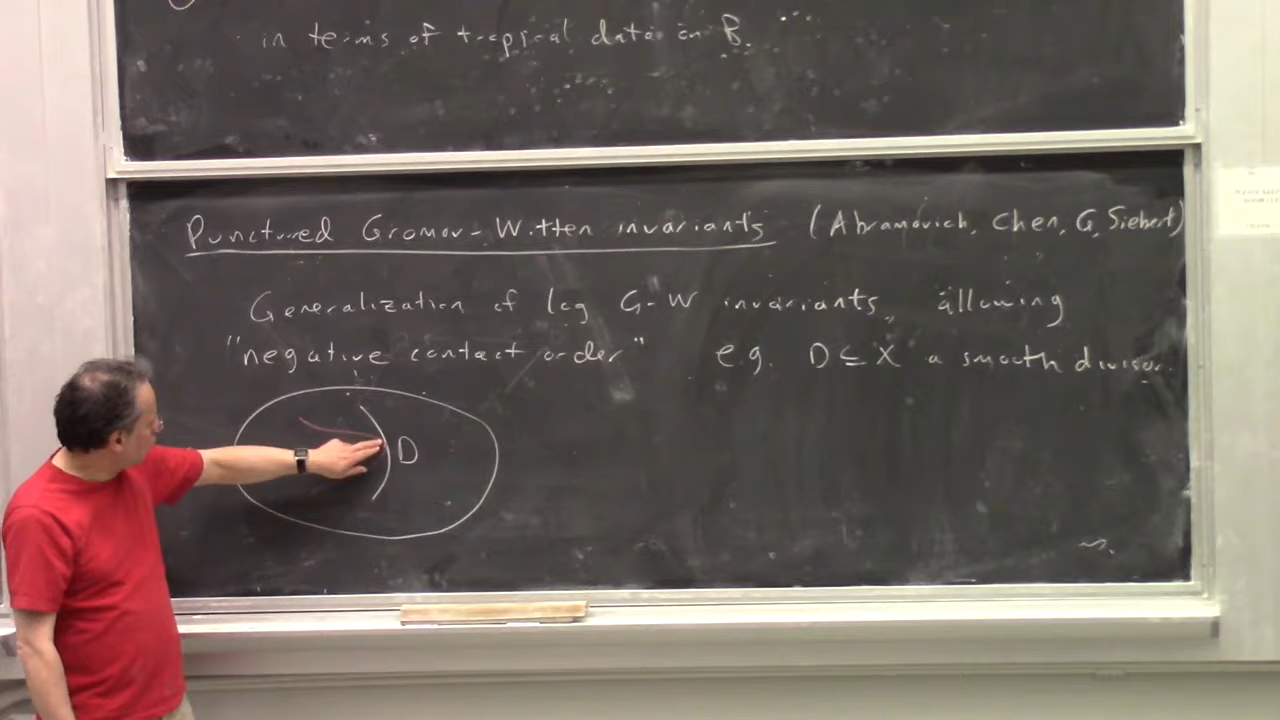 in terms of tropical data on B.
Punctured Gromov-Witten invariants (Abramovich, Chen, G, Siebert)
Generalization of log G-W invariants, allowing
"negative contact order" e.g. D ⊆ X a smooth divisor.
D